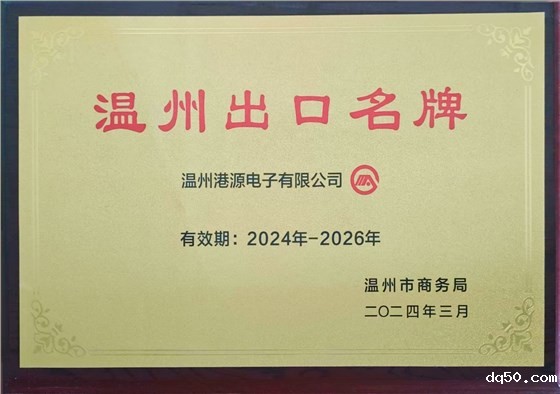 温州出口名牌
温州港源电子有限公司
有效期：2024年-2026年
温州市商务局
二〇二四年三月
dq50.com